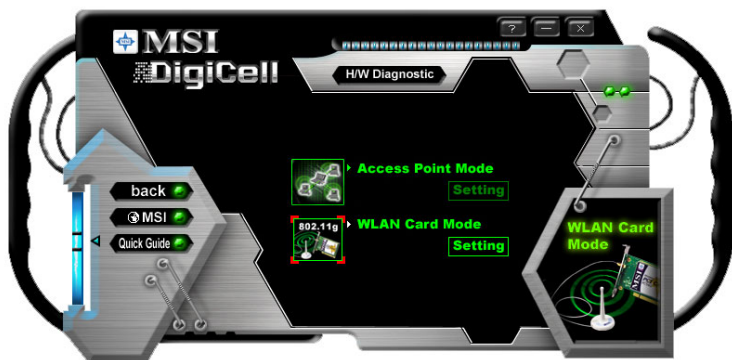 MSI
DigiCell
H/W Diagnostic
Access Point Mode
Setting
802.11g
WLAN Card Mode
Setting
back
MSI
Quick Guide
WLAN Card
Mode
MSI